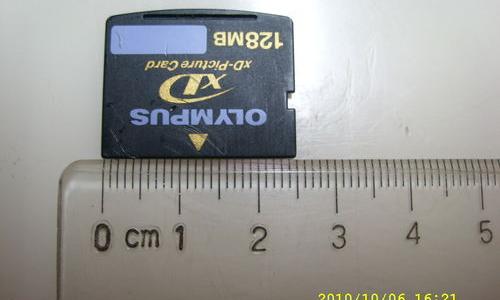 128MB
xD-Picture Card
xD
OLYMPUS
0 cm 1 2 3 4 5
2010/10/06 16:21